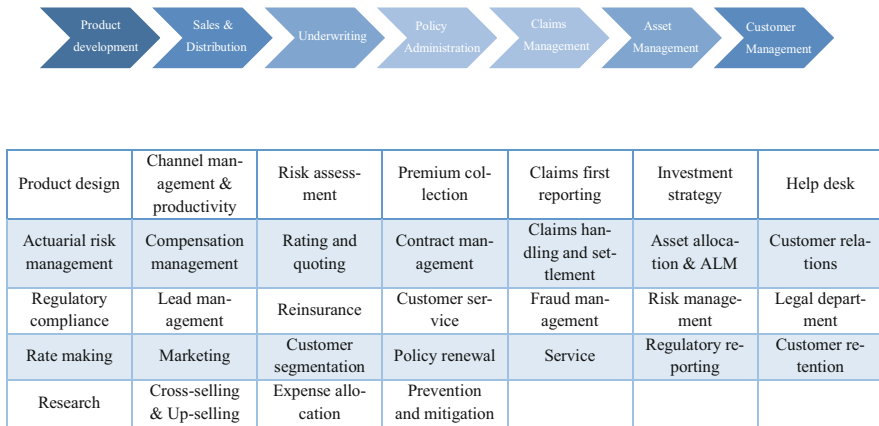 Product
development
Sales &
Distribution
Underwriting
Policy
Administration
Claims
Management
Asset
Management
Customer
Management
Product design
Channel man-
agement &
productivity
Risk assess-
ment
Premium col-
lection
Claims first
reporting
Investment
strategy
Help desk
Actuarial risk
management
Compensation
management
Rating and
quoting
Contract man-
agement
Claims han-
dling and set-
tlement
Asset alloca-
tion & ALM
Customer rela-
tions
Regulatory
compliance
Lead man-
agement
Reinsurance
Customer ser-
vice
Fraud man-
agement
Risk manage-
ment
Legal depart-
ment
Rate making
Marketing
Customer
segmentation
Policy renewal
Service
Regulatory re-
porting
Customer re-
tention
Research
Cross-selling
& Up-selling
Expense allo-
cation
Prevention
and mitigation